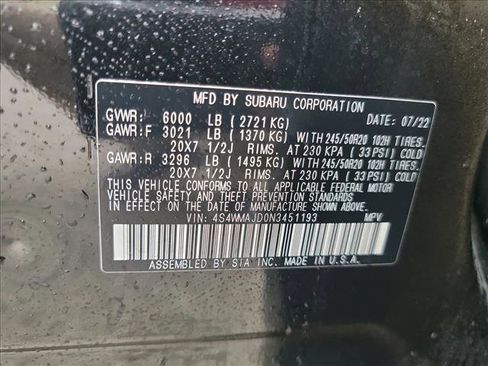 MFD BY SUBARU CORPORATION
DATE: 07/22
GVWR: 6000 LB (2721 KG)
GAWR:F 3021 LB (1370 KG) WITH 245/50R20 102H TIRES.
20X7 1/2J RIMS. AT 230 KPA (33 PSI) COLD
GAWR:R 3296 LB (1495 KG) WITH 245/50R20 102H TIRES.
20X7 1/2J RIMS. AT 230 KPA (33 PSI) COLD
THIS VEHICLE CONFORMS TO ALL APPLICABLE FEDERAL MOTOR
VEHICLE SAFETY AND THEFT PREVENTION STANDARDS IN EFFECT
ON THE DATE OF MANUFACTURE SHOWN ABOVE.
VIN: 4S4WMAJD0N3451193 MPV
ASSEMBLED BY SIA INC. MADE IN U.S.A.